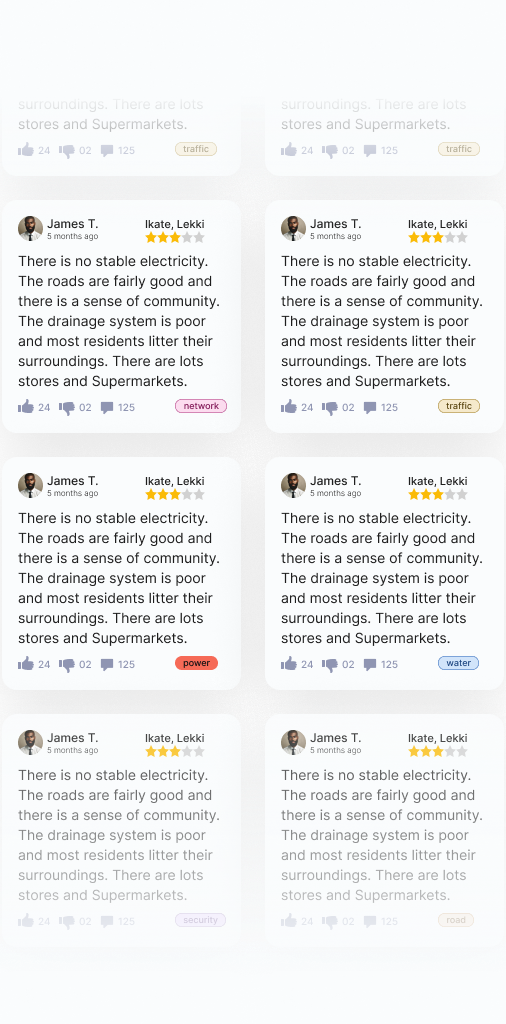 surroundings. There are lots
stores and Supermarkets.
24 02 125 traffic
surroundings. There are lots
stores and Supermarkets.
24 02 125 traffic
James T. Ikate, Lekki
5 months ago
There is no stable electricity.
The roads are fairly good and
there is a sense of community.
The drainage system is poor
and most residents litter their
surroundings. There are lots
stores and Supermarkets.
24 02 125 network
James T. Ikate, Lekki
5 months ago
There is no stable electricity.
The roads are fairly good and
there is a sense of community.
The drainage system is poor
and most residents litter their
surroundings. There are lots
stores and Supermarkets.
24 02 125 traffic
James T. Ikate, Lekki
5 months ago
There is no stable electricity.
The roads are fairly good and
there is a sense of community.
The drainage system is poor
and most residents litter their
surroundings. There are lots
stores and Supermarkets.
24 02 125 power
James T. Ikate, Lekki
5 months ago
There is no stable electricity.
The roads are fairly good and
there is a sense of community.
The drainage system is poor
and most residents litter their
surroundings. There are lots
stores and Supermarkets.
24 02 125 water
James T. Ikate, Lekki
5 months ago
There is no stable electricity.
The roads are fairly good and
there is a sense of community.
The drainage system is poor
and most residents litter their
surroundings. There are lots
stores and Supermarkets.
24 02 125 security
James T. Ikate, Lekki
5 months ago
There is no stable electricity.
The roads are fairly good and
there is a sense of community.
The drainage system is poor
and most residents litter their
surroundings. There are lots
stores and Supermarkets.
24 02 125 road